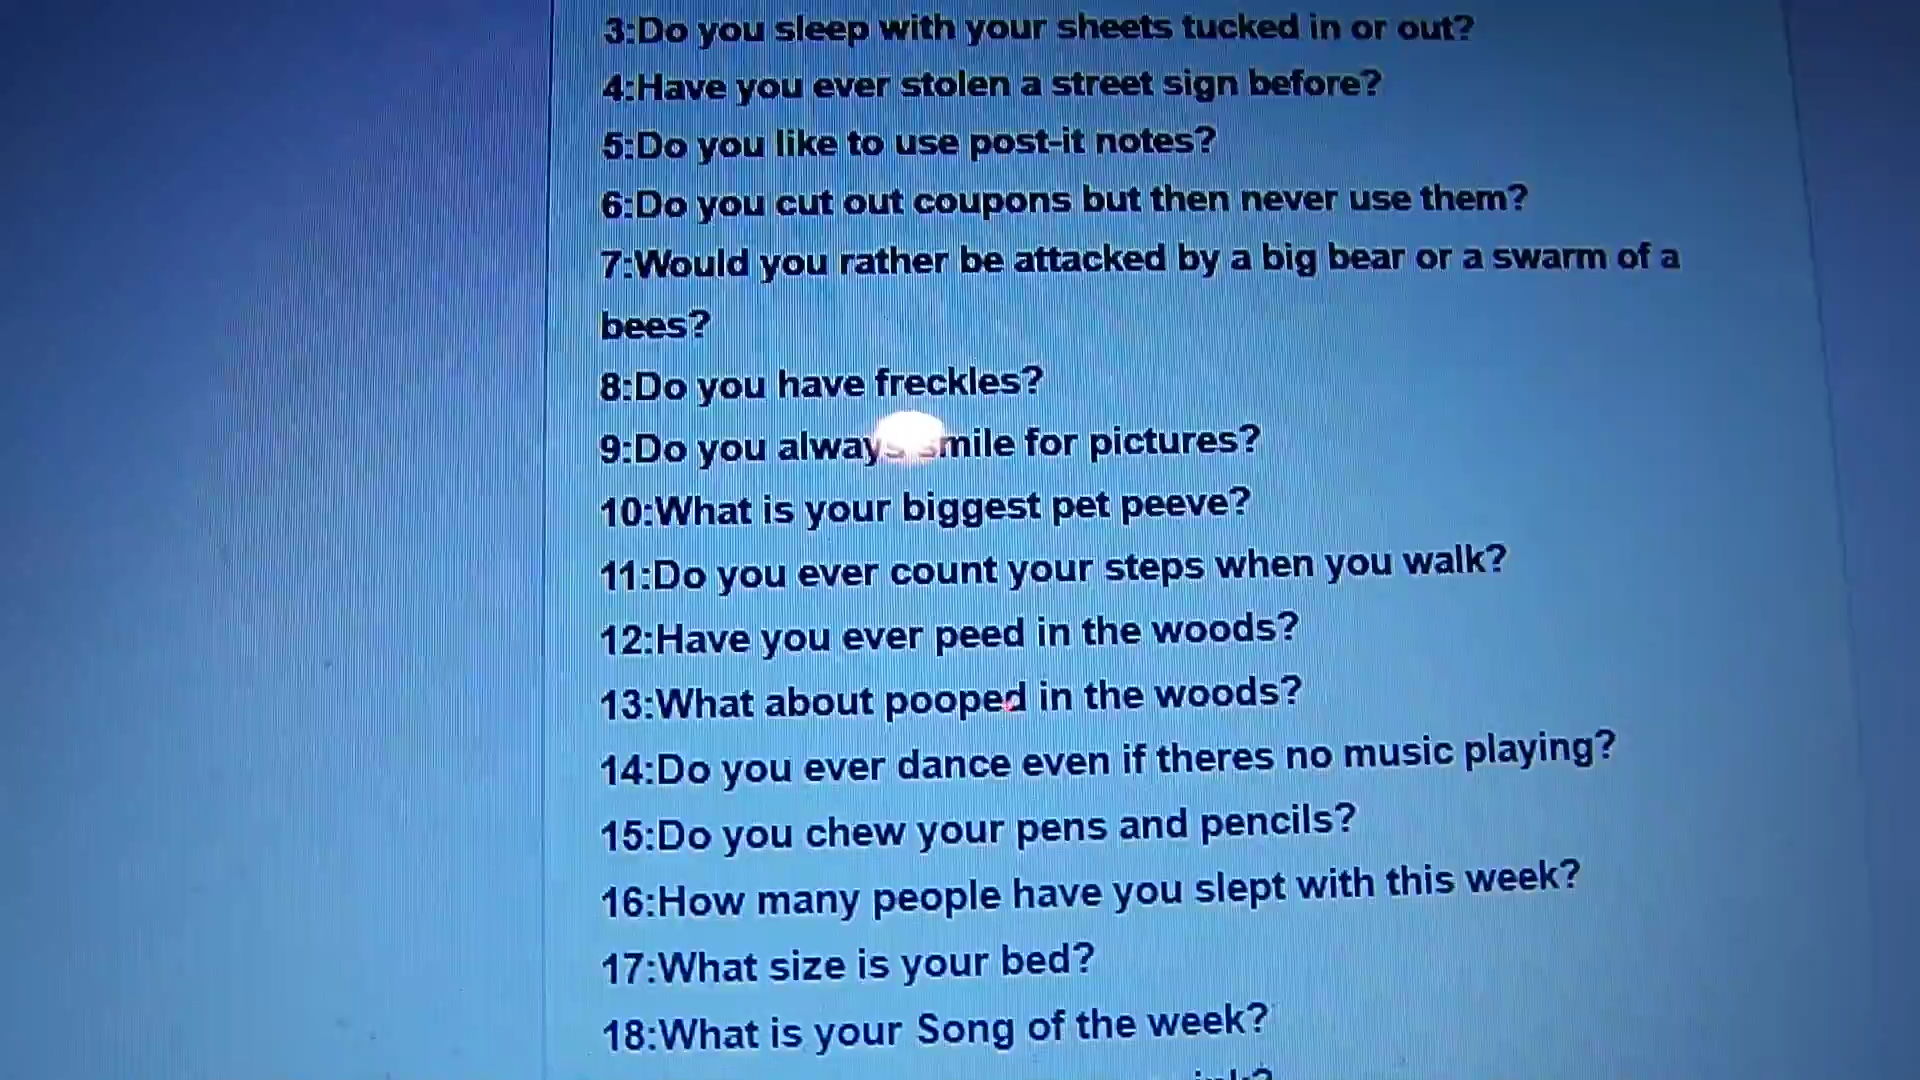 3:Do you sleep with your sheets tucked in or out?
4:Have you ever stolen a street sign before?
5:Do you like to use post-it notes?
6:Do you cut out coupons but then never use them?
7:Would you rather be attacked by a big bear or a swarm of a
bees?
8:Do you have freckles?
9:Do you always smile for pictures?
10:What is your biggest pet peeve?
11:Do you ever count your steps when you walk?
12:Have you ever peed in the woods?
13:What about pooped in the woods?
14:Do you ever dance even if theres no music playing?
15:Do you chew your pens and pencils?
16:How many people have you slept with this week?
17:What size is your bed?
18:What is your Song of the week?